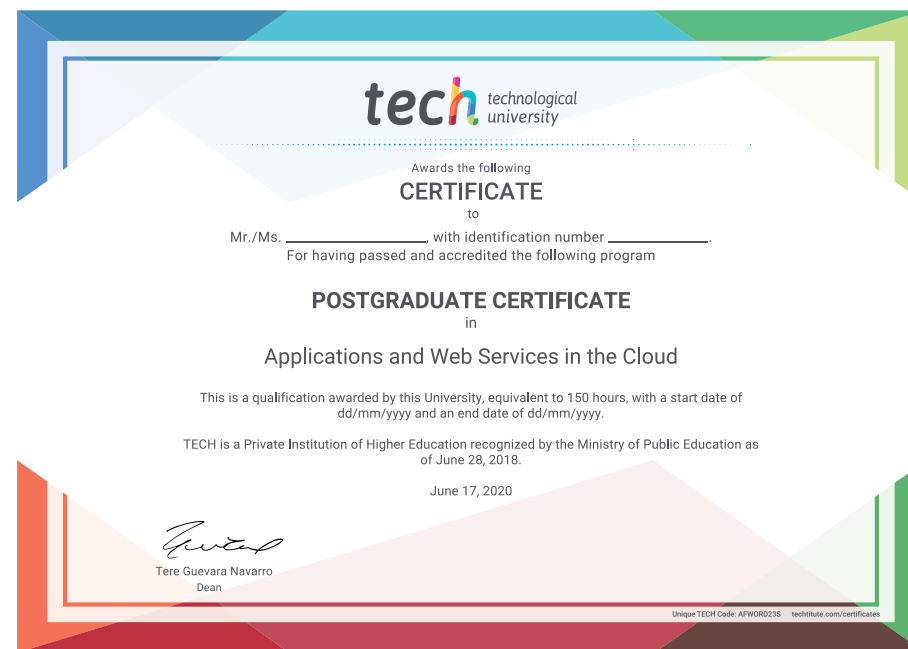 tech technological
university
Awards the following
CERTIFICATE
to
Mr./Ms. ____________, with identification number ____________.
For having passed and accredited the following program
POSTGRADUATE CERTIFICATE
in
Applications and Web Services in the Cloud
This is a qualification awarded by this University, equivalent to 150 hours, with a start date of
dd/mm/yyyy and an end date of dd/mm/yyyy.
TECH is a Private Institution of Higher Education recognized by the Ministry of Public Education as
of June 28, 2018.
June 17, 2020
Tere Guevara Navarro
Dean
Unique TECH Code: AFWORD23S techtitute.com/certificates